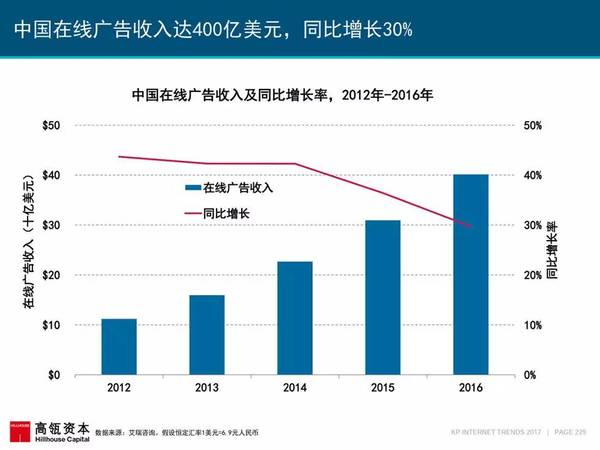 中国在线广告收入达400亿美元，同比增长30%
中国在线广告收入及同比增长率，2012年-2016年
$50
50%
$40
40%
$30
30%
$20
20%
$10
10%
$0
0%
在线广告收入（十亿美元）
在线广告收入
同比增长
同比增长率
2012
2013
2014
2015
2016
HILLHOUSE
高瓴资本
Hillhouse Capital
数据来源：艾瑞咨询，假设恒定汇率1美元=6.9元人民币
KP INTERNET TRENDS 2017 | PAGE 229